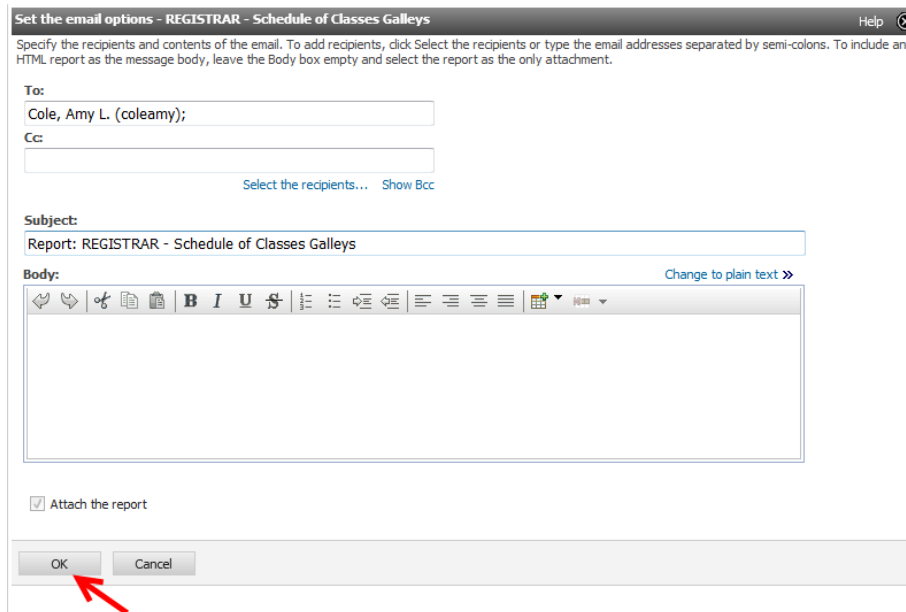 Set the email options - REGISTRAR - Schedule of Classes Galleys Help
Specify the recipients and contents of the email. To add recipients, click Select the recipients or type the email addresses separated by semi-colons. To include an
HTML report as the message body, leave the Body box empty and select the report as the only attachment.
To:
Cole, Amy L. (coleamy);
Cc:
Select the recipients... Show Bcc
Subject:
Report: REGISTRAR - Schedule of Classes Galleys
Body: Change to plain text »
B I U S
Attach the report
OK Cancel